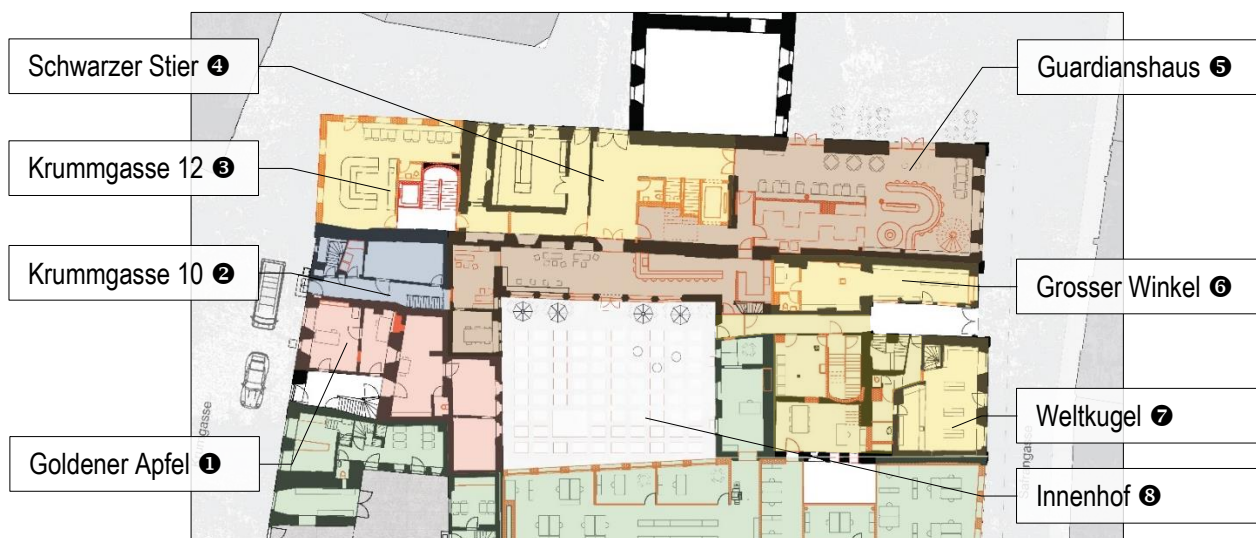 Schwarzer Stier ❹
Guardianshaus ❺
Krummgasse 12 ❸
Krummgasse 10 ❷
Grosser Winkel ❻
Weltkugel ❼
Goldener Apfel ❶
Innenhof ❽